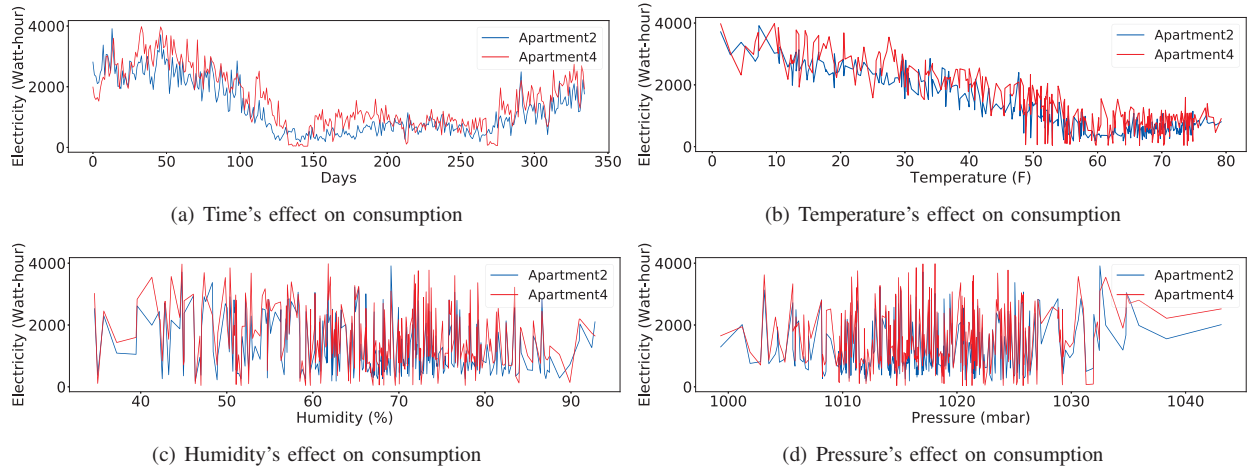 Electricity (Watt-hour)
4000
2000
0
Apartment2
Apartment4
0 50 100 150 200 250 300 350
Days
(a) Time's effect on consumption
Electricity (Watt-hour)
4000
2000
0
Apartment2
Apartment4
0 10 20 30 40 50 60 70 80
Temperature (F)
(b) Temperature's effect on consumption
Electricity (Watt-hour)
4000
2000
0
Apartment2
Apartment4
40 50 60 70 80 90
Humidity (%)
(c) Humidity's effect on consumption
Electricity (Watt-hour)
4000
2000
0
Apartment2
Apartment4
1000 1010 1020 1030 1040
Pressure (mbar)
(d) Pressure's effect on consumption